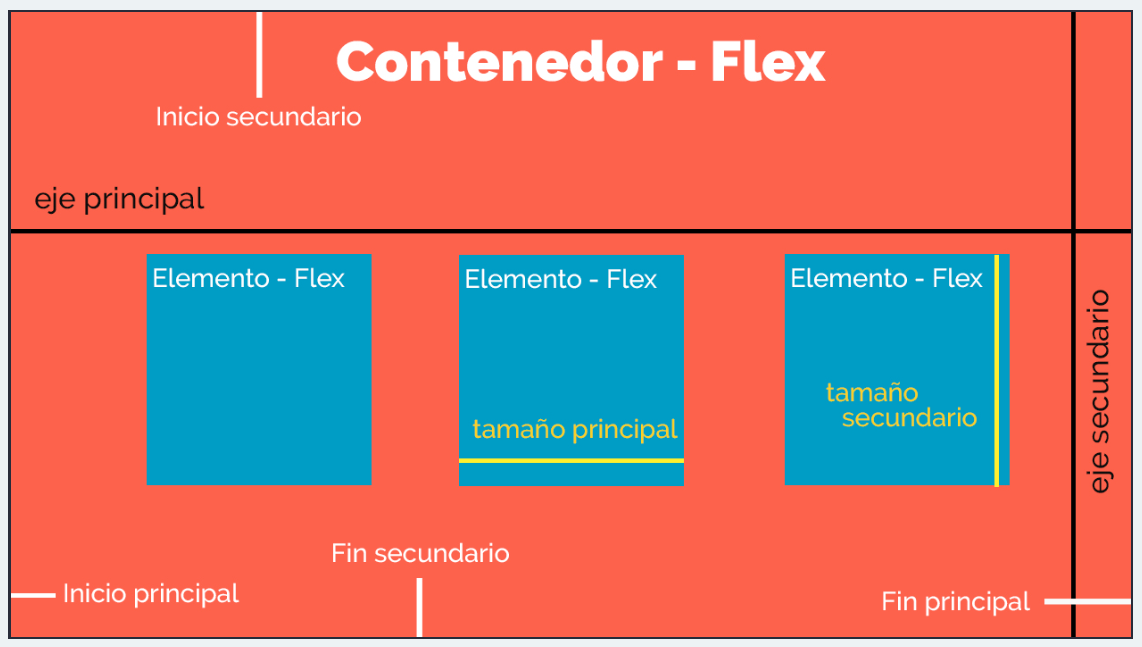 Contenedor - Flex
Inicio secundario
eje principal
Elemento - Flex
Elemento - Flex
Elemento - Flex
tamaño
secundario
tamaño principal
eje secundario
Fin secundario
Inicio principal
Fin principal